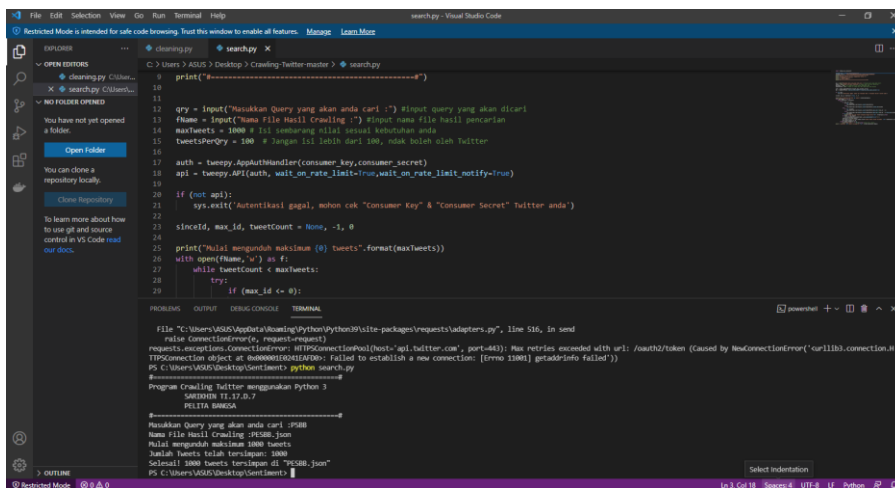 File Edit Selection View Go Run Terminal Help
search.py - Visual Studio Code
Restricted Mode is intended for safe code browsing. Trust this window to enable all features. Manage Learn More
EXPLORER
OPEN EDITORS
cleaning.py C:\User...
search.py C:\Users\...
NO FOLDER OPENED
You have not yet opened
a folder.
Open Folder
You can clone a
repository locally.
Clone Repository
To learn more about how
to use git and source
control in VS Code read
our docs.
OUTLINE
cleaning.py
search.py
C: > Users > ASUS > Desktop > Crawling-Twitter-master > search.py
9 print("#==============================================#")
10
11
12 qry = input("Masukkan Query yang akan anda cari :") #input query yang akan dicari
13 fName = input("Nama File Hasil Crawling :") #input nama file hasil pencarian
14 maxTweets = 1000 # Isi sembarang nilai sesuai kebutuhan anda
15 tweetsPerQry = 100 # Jangan isi lebih dari 100, ndak boleh oleh Twitter
16
17 auth = tweepy.AppAuthHandler(consumer_key,consumer_secret)
18 api = tweepy.API(auth, wait_on_rate_limit=True,wait_on_rate_limit_notify=True)
19
20 if (not api):
21 sys.exit('Autentikasi gagal, mohon cek "Consumer Key" & "Consumer Secret" Twitter anda')
22
23 sinceId, max_id, tweetCount = None, -1, 0
24
25 print("Mulai mengunduh maksimum {0} tweets".format(maxTweets))
26 with open(fName,'w') as f:
27 while tweetCount < maxTweets:
28 try:
29 if (max_id <= 0):
PROBLEMS OUTPUT DEBUG CONSOLE TERMINAL
powershell
File "C:\Users\ASUS\AppData\Roaming\Python\Python39\site-packages\requests\adapters.py", line 516, in send
raise ConnectionError(e, request=request)
requests.exceptions.ConnectionError: HTTPSConnectionPool(host='api.twitter.com', port=443): Max retries exceeded with url: /oauth2/token (Caused by NewConnectionError('<urllib3.connection.H
TTPSConnection object at 0x000001E0241EAFD0>: Failed to establish a new connection: [Errno 11001] getaddrinfo failed'))
PS C:\Users\ASUS\Desktop\Sentiment> python search.py
#==============================================#
Program Crawling Twitter menggunakan Python 3
SARIKHIN TI.17.D.7
PELITA BANGSA
#==============================================#
Masukkan Query yang akan anda cari :PSBB
Nama File Hasil Crawling :PESBB.json
Mulai mengunduh maksimum 1000 tweets
Jumlah Tweets telah tersimpan: 1000
Selesai! 1000 tweets tersimpan di "PESBB.json"
PS C:\Users\ASUS\Desktop\Sentiment>
Select Indentation
Restricted Mode 0 0
Ln 3, Col 18 Spaces: 4 UTF-8 LF Python